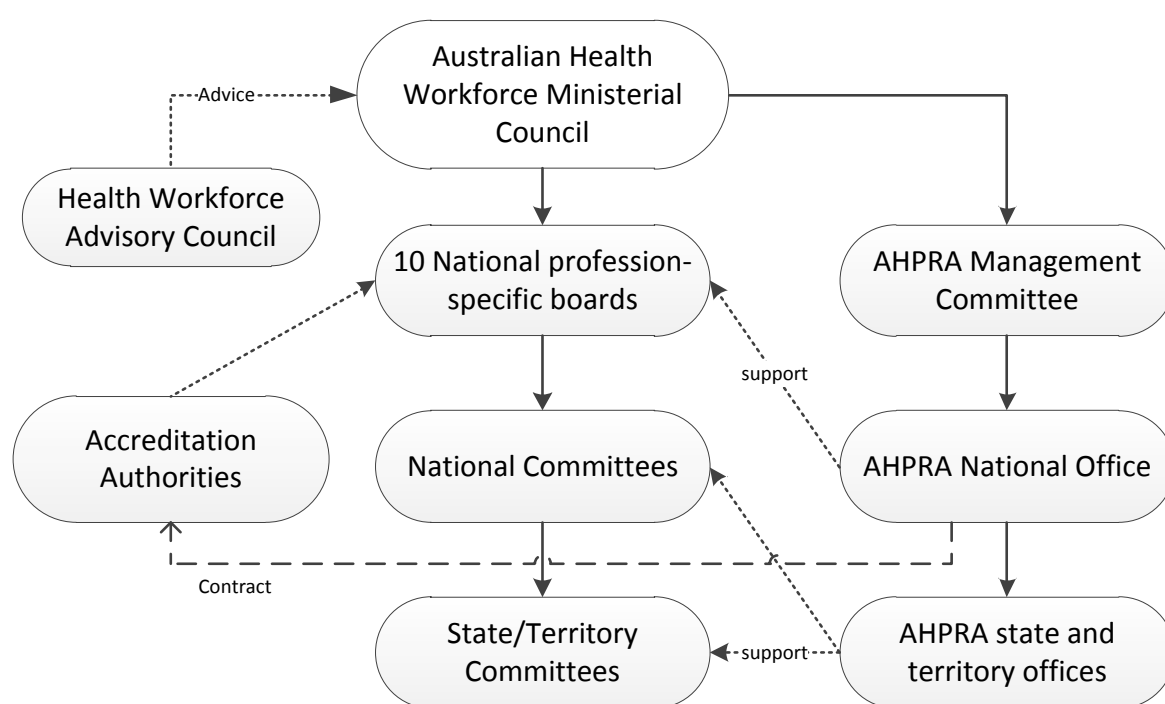 Australian Health
Workforce Ministerial
Council
Advice
Health Workforce
Advisory Council
10 National profession-
specific boards
AHPRA Management
Committee
support
Accreditation
Authorities
National Committees
AHPRA National Office
Contract
State/Territory
Committees
support
AHPRA state and
territory offices